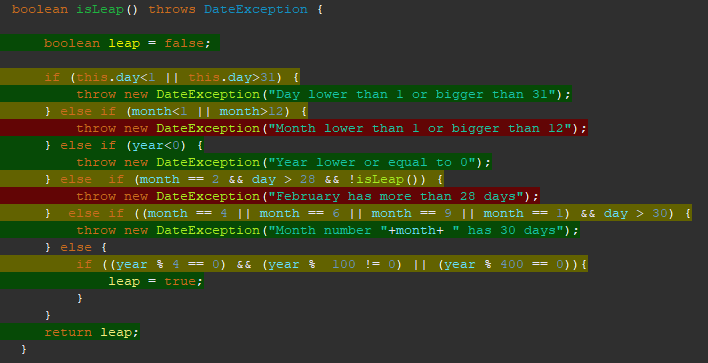 boolean isLeap() throws DateException {
boolean leap = false;
if (this.day<1 || this.day>31) {
throw new DateException("Day lower than 1 or bigger than 31");
} else if (month<1 || month>12) {
throw new DateException("Month lower than 1 or bigger than 12");
} else if (year<0) {
throw new DateException("Year lower or equal to 0");
} else  if (month == 2 && day > 28 && !isLeap()) {
throw new DateException("February has more than 28 days");
}  else if ((month == 4 || month == 6 || month == 9 || month == 1) && day > 30) {
throw new DateException("Month number "+month+ " has 30 days");
} else {
if ((year % 4 == 0) && (year %  100 != 0) || (year % 400 == 0)){
leap = true;
}
}
return leap;
}